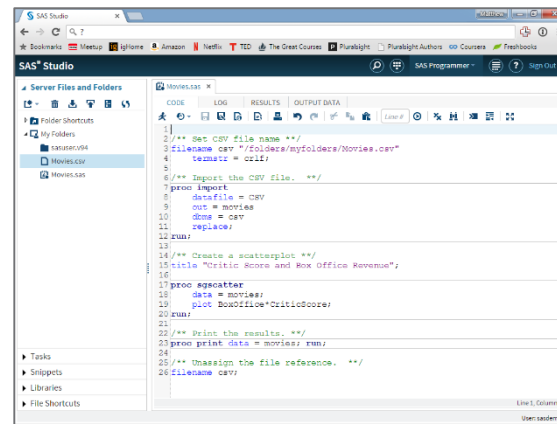 SAS Studio
Matthew
?
Bookmarks Meetup igHome Amazon Netflix TED The Great Courses Pluralsight Pluralsight Authors Coursera Freshbooks
SAS® Studio
SAS Programmer
Sign Out
Server Files and Folders
Folder Shortcuts
My Folders
sasuser.v94
Movies.csv
Movies.sas
Tasks
Snippets
Libraries
File Shortcuts
Movies.sas
CODE LOG RESULTS OUTPUT DATA
Line #
1
2 /** Set CSV file name **/
3 filename csv "/folders/myfolders/Movies.csv"
4 termstr = crlf;
5
6 /** Import the CSV file. **/
7 proc import
8 datafile = CSV
9 out = movies
10 dbms = csv
11 replace;
12 run;
13
14 /** Create a scatterplot **/
15 title "Critic Score and Box Office Revenue";
16
17 proc sgscatter
18 data = movies;
19 plot BoxOffice*CriticScore;
20 run;
21
22 /** Print the results. **/
23 proc print data = movies; run;
24
25 /** Unassign the file reference. **/
26 filename csv;
Line 1, Column
User: sasdem